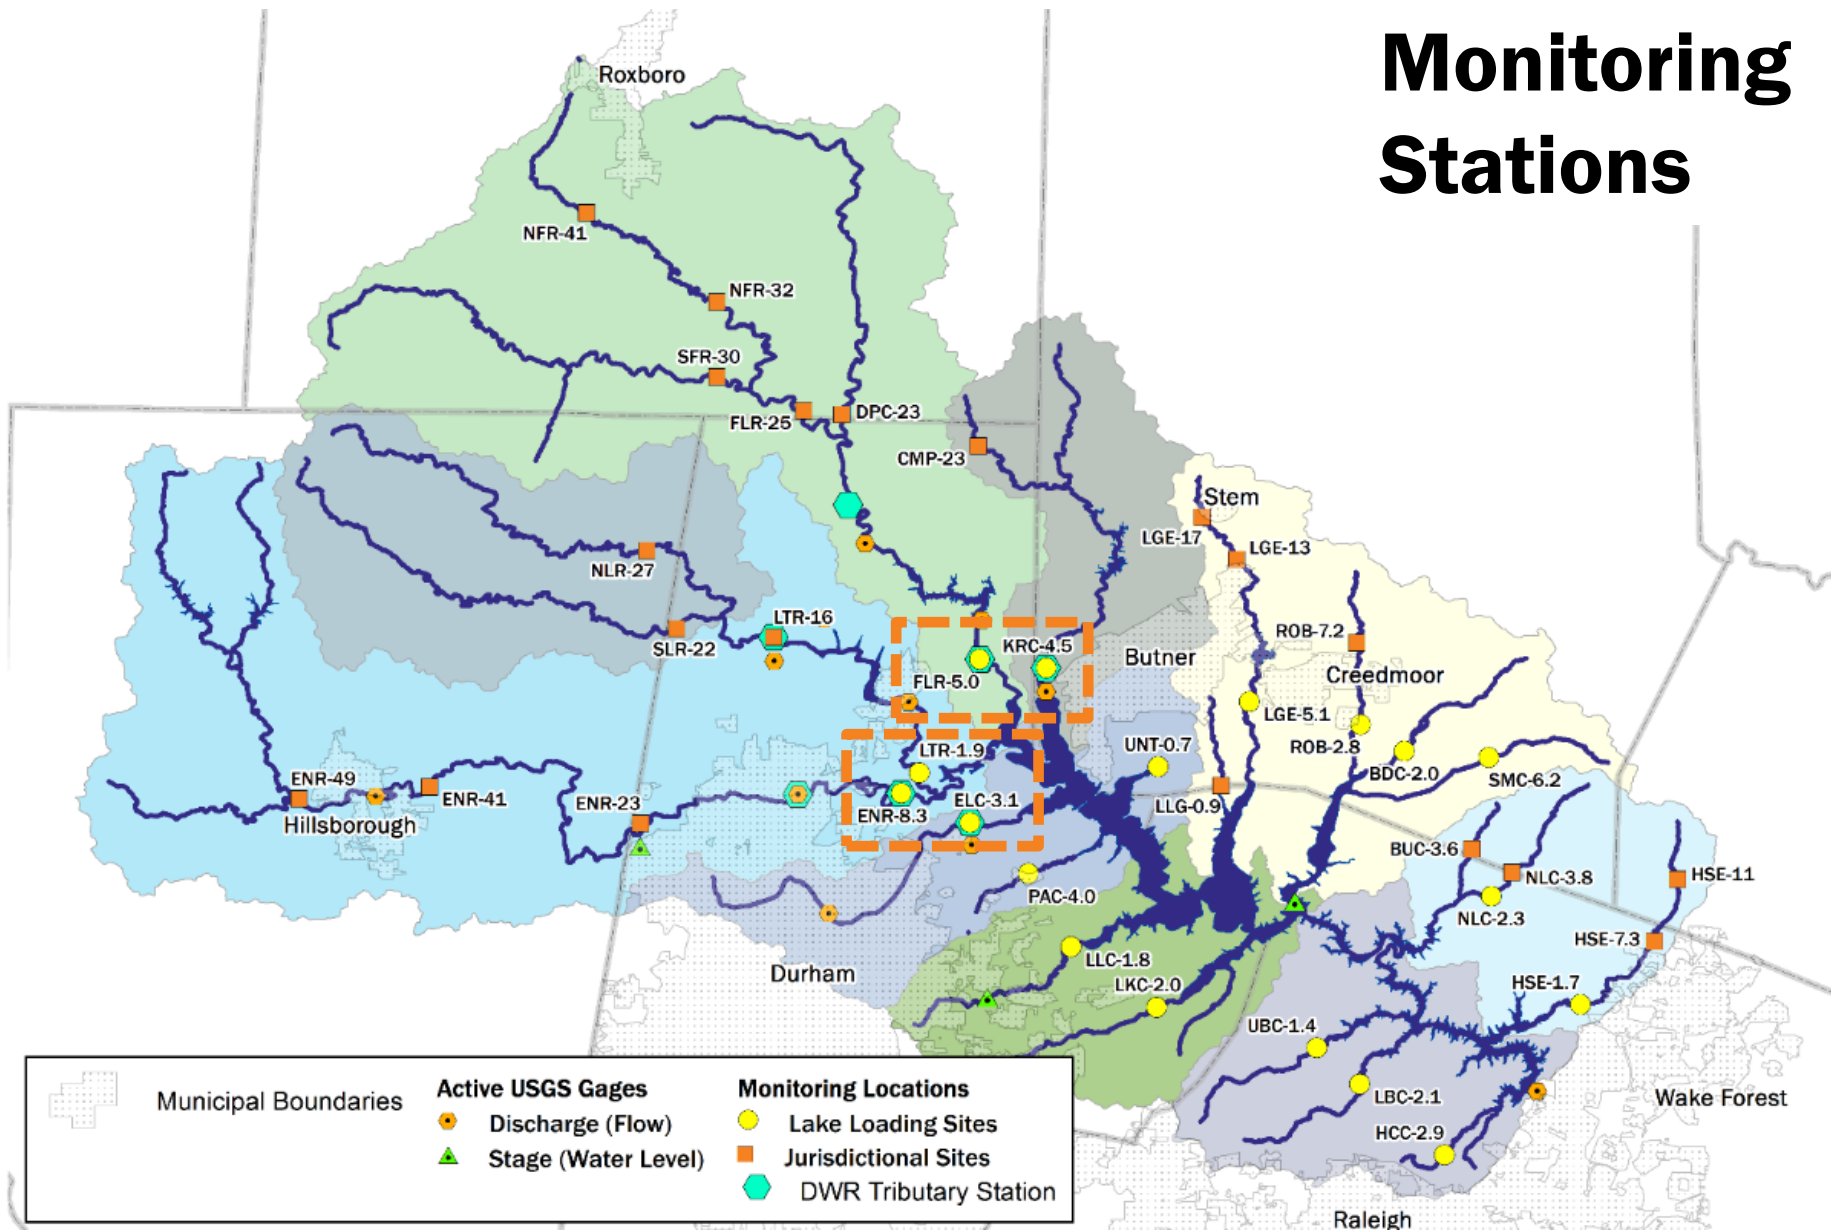 Monitoring
Stations
Roxboro
NFR-41
NFR-32
SFR-30
FLR-25
DPC-23
CMP-23
Stem
LGE-17
LGE-13
NLR-27
LTR-16
SLR-22
ROB-7.2
KRC-4.5
Butner
Creedmoor
FLR-5.0
LGE-5.1
LTR-1.9
UNT-0.7
ROB-2.8
BDC-2.0
SMC-6.2
ENR-49
ENR-41
ENR-23
ELC-3.1
LLG-0.9
ENR-8.3
Hillsborough
BUC-3.6
NLC-3.8
HSE-11
PAC-4.0
NLC-2.3
HSE-7.3
LLC-1.8
Durham
LKC-2.0
HSE-1.7
UBC-1.4
LBC-2.1
Wake Forest
HCC-2.9
Raleigh
Municipal Boundaries
Active USGS Gages
Discharge (Flow)
Stage (Water Level)
Monitoring Locations
Lake Loading Sites
Jurisdictional Sites
DWR Tributary Station